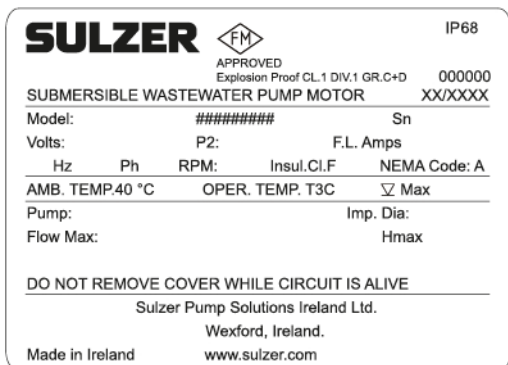 SULZER FM IP68
APPROVED
Explosion Proof CL.1 DIV.1 GR.C+D 000000
SUBMERSIBLE WASTEWATER PUMP MOTOR XX/XXXX
Model: ######### Sn
Volts: P2: F.L. Amps
Hz Ph RPM: Insul.Cl.F NEMA Code: A
AMB. TEMP.40 °C OPER. TEMP. T3C Max
Pump: Imp. Dia:
Flow Max: Hmax
DO NOT REMOVE COVER WHILE CIRCUIT IS ALIVE
Sulzer Pump Solutions Ireland Ltd.
Wexford, Ireland.
Made in Ireland www.sulzer.com